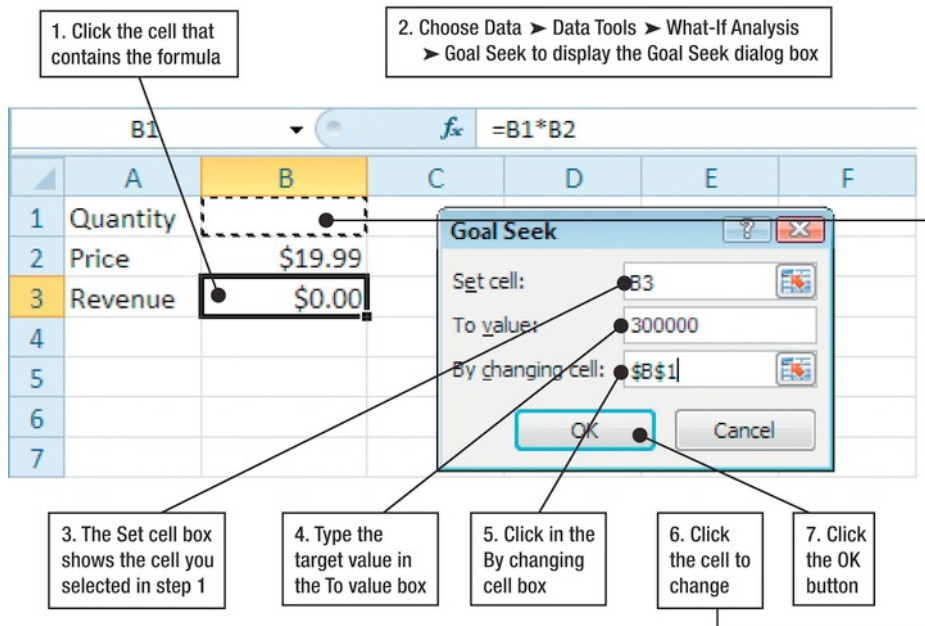 1. Click the cell that
contains the formula
2. Choose Data ➤ Data Tools ➤ What-If Analysis
➤ Goal Seek to display the Goal Seek dialog box
B1 fx =B1*B2
A B C D E F
1 Quantity
2 Price $19.99
3 Revenue $0.00
4
5
6
7
Goal Seek ?
Set cell: B3
To value: 300000
By changing cell: $B$1
OK Cancel
3. The Set cell box
shows the cell you
selected in step 1
4. Type the
target value in
the To value box
5. Click in the
By changing
cell box
6. Click
the cell to
change
7. Click
the OK
button